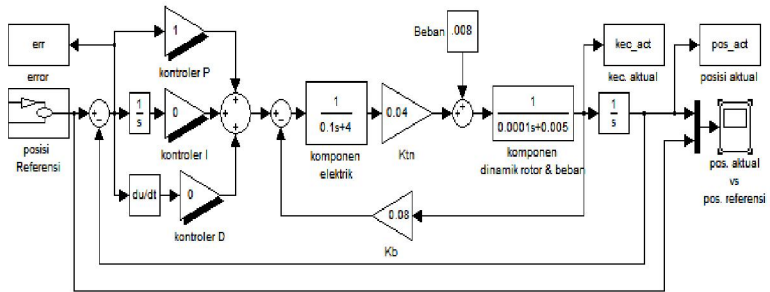 err
error
posisi
Referensi
+
-
1
kontroler P
1
s
0
kontroler I
du/dt
0
kontroler D
+
+
+
+
-
1
0.1s+4
komponen
elektrik
0.04
Ktn
Beban
.008
+
+
1
0.0001s+0.005
komponen
dinamik rotor & beban
0.08
Kb
1
s
kec_act
kec. aktual
pos_act
posisi aktual
pos. aktual
vs
pos. referensi